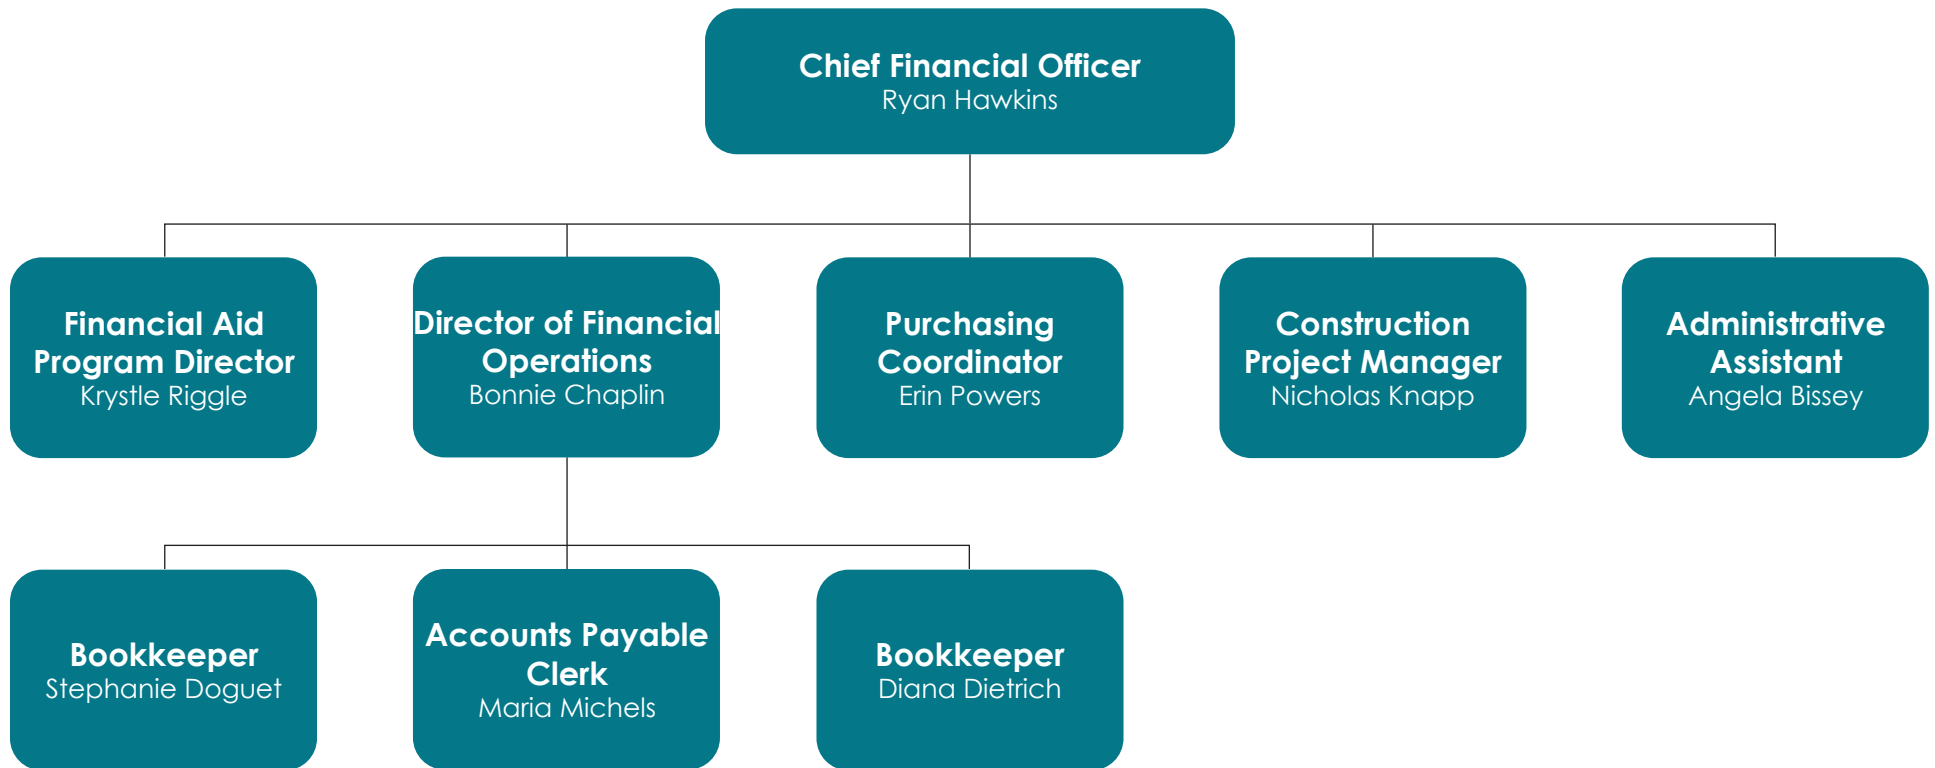 Chief Financial Officer
Ryan Hawkins
Financial Aid
Program Director
Krystle Riggle
Director of Financial
Operations
Bonnie Chaplin
Purchasing
Coordinator
Erin Powers
Construction
Project Manager
Nicholas Knapp
Administrative
Assistant
Angela Bissey
Bookkeeper
Stephanie Doguet
Accounts Payable
Clerk
Maria Michels
Bookkeeper
Diana Dietrich